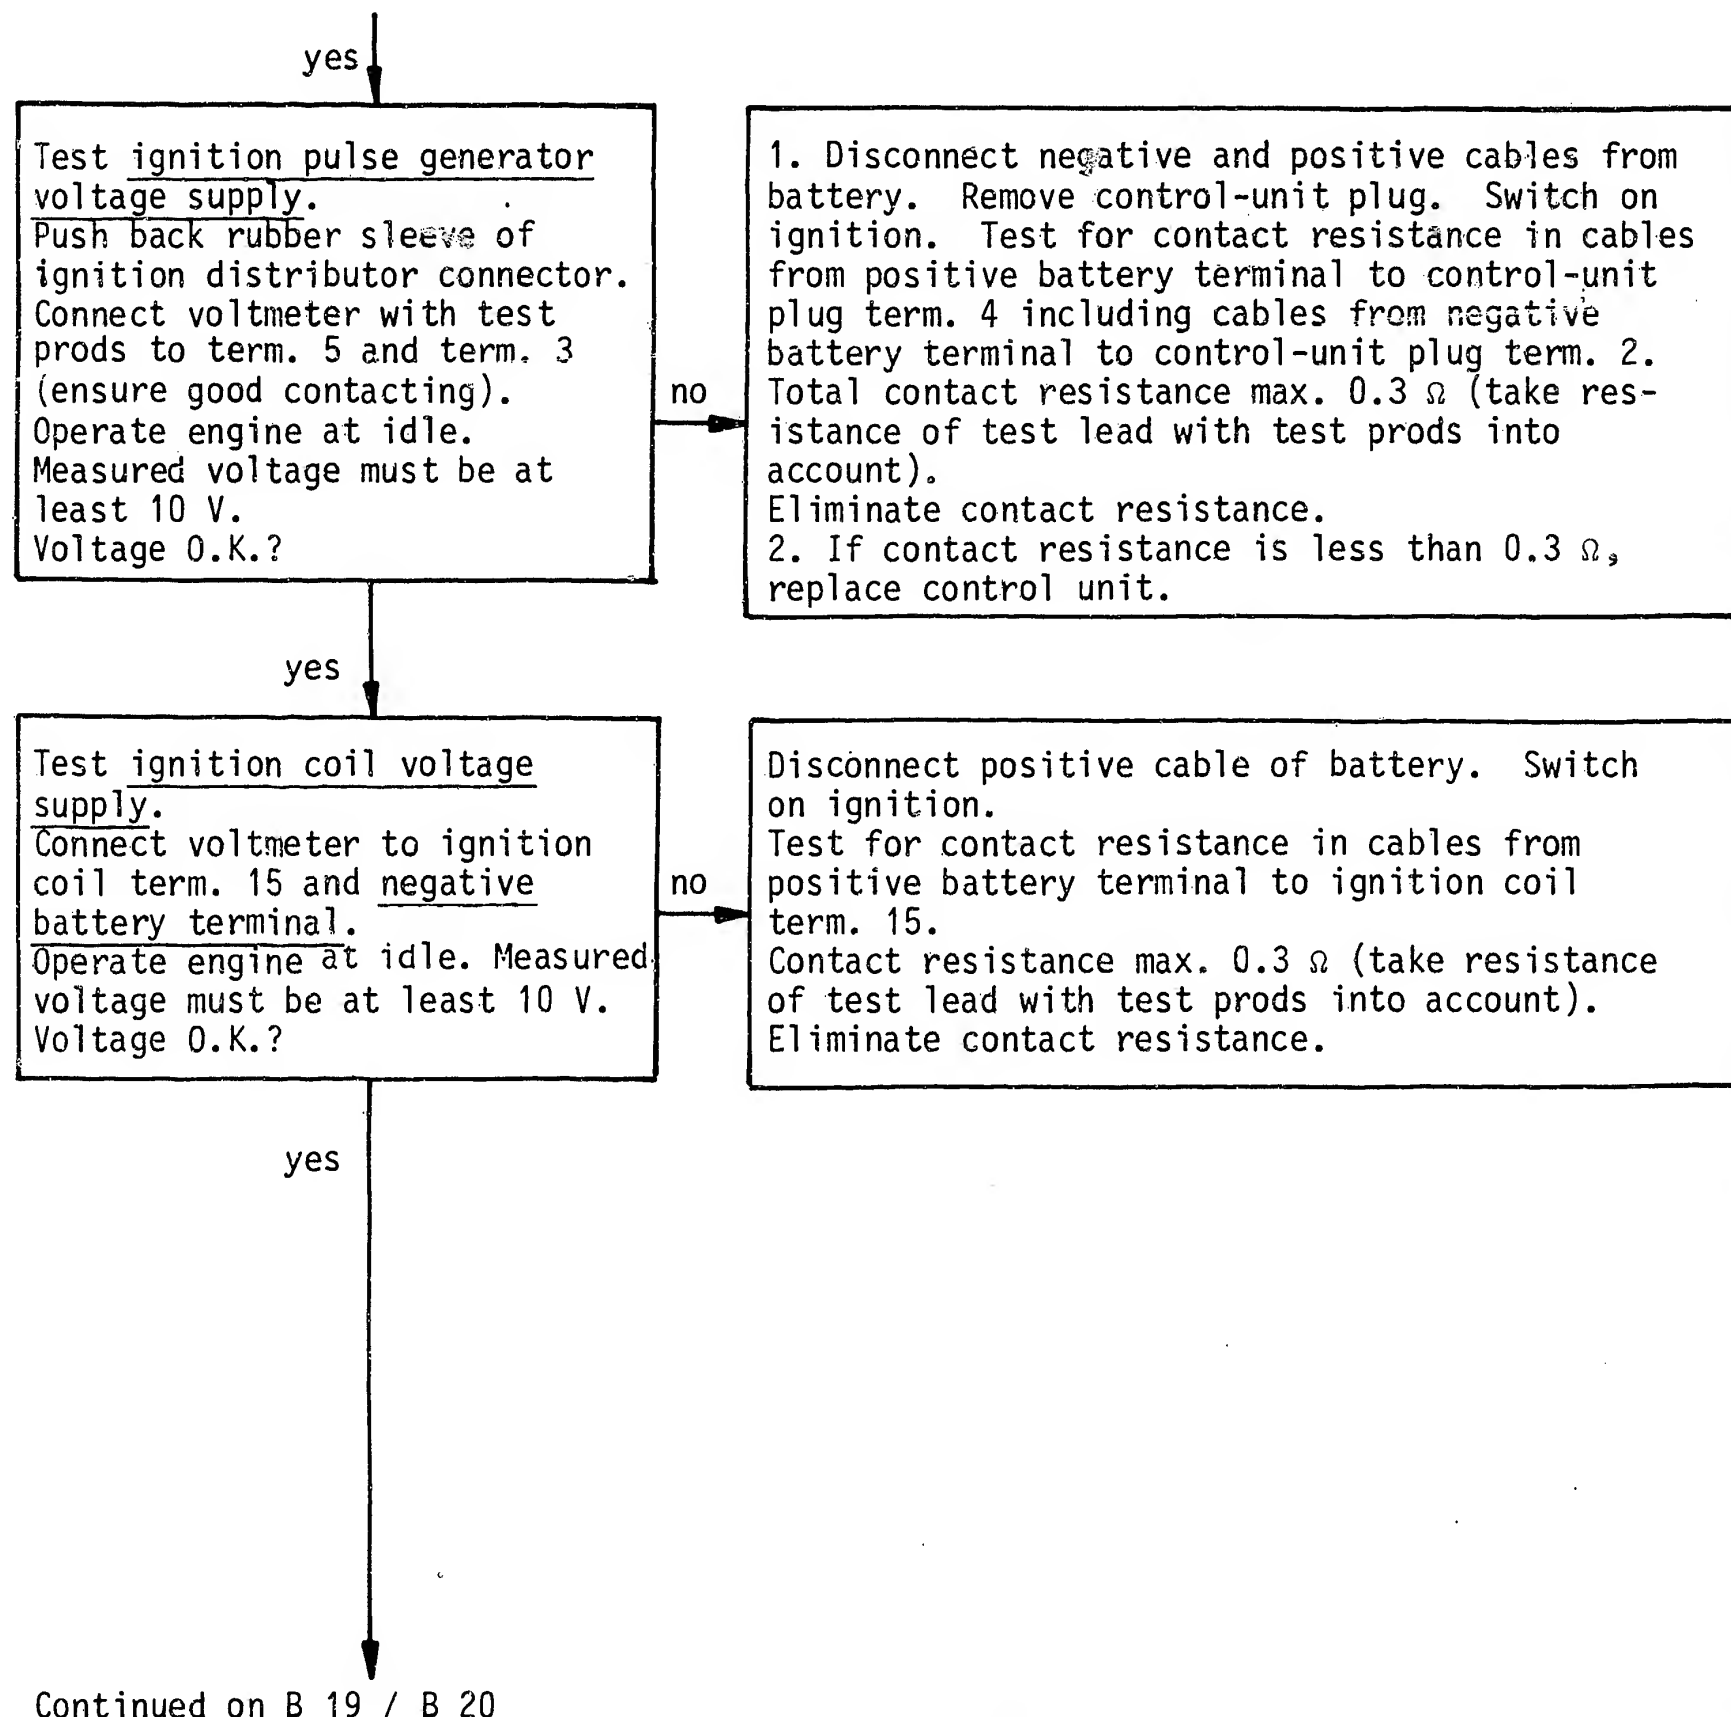 yes
Test ignition pulse generator
voltage supply.
Push back rubber sleeve of
ignition distributor connector.
Connect voltmeter with test
prods to term. 5 and term. 3
(ensure good contacting).
Operate engine at idle.
Measured voltage must be at
least 10 V.
Voltage O.K.?
no
1. Disconnect negative and positive cables from
battery. Remove control-unit plug. Switch on
ignition. Test for contact resistance in cables
from positive battery terminal to control-unit
plug term. 4 including cables from negative
battery terminal to control-unit plug term. 2.
Total contact resistance max. 0.3 Ω (take res-
istance of test lead with test prods into
account).
Eliminate contact resistance.
2. If contact resistance is less than 0.3 Ω,
replace control unit.
yes
Test ignition coil voltage
supply.
Connect voltmeter to ignition
coil term. 15 and negative
battery terminal.
Operate engine at idle. Measured
voltage must be at least 10 V.
Voltage O.K.?
no
Disconnect positive cable of battery. Switch
on ignition.
Test for contact resistance in cables from
positive battery terminal to ignition coil
term. 15.
Contact resistance max. 0.3 Ω (take resistance
of test lead with test prods into account).
Eliminate contact resistance.
yes
Continued on B 19 / B 20